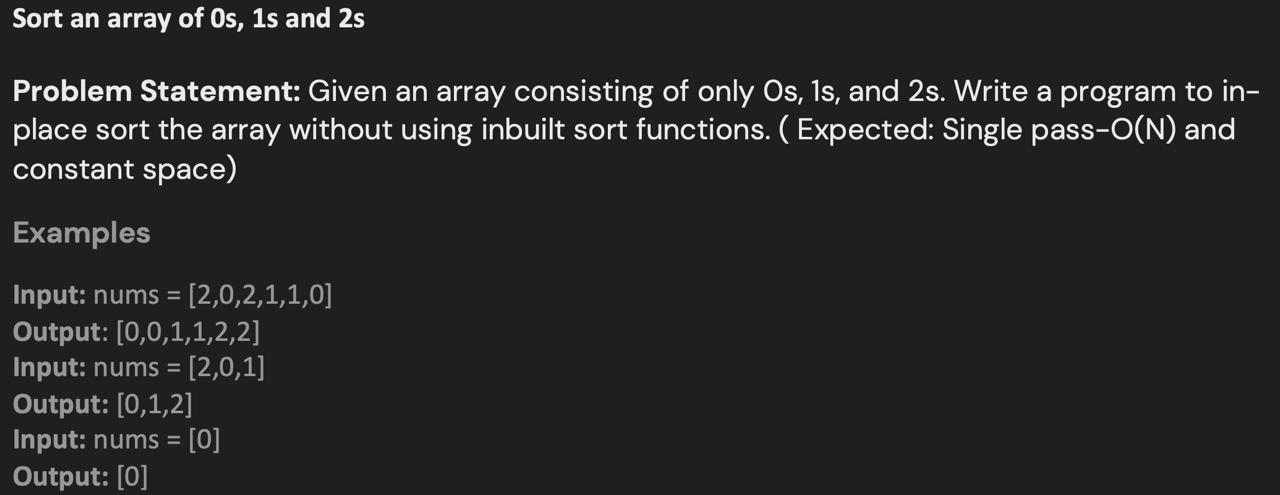 Sort an array of 0s, 1s and 2s
Problem Statement: Given an array consisting of only 0s, 1s, and 2s. Write a program to in-
place sort the array without using inbuilt sort functions. ( Expected: Single pass-O(N) and
constant space)
Examples
Input: nums = [2,0,2,1,1,0]
Output: [0,0,1,1,2,2]
Input: nums = [2,0,1]
Output: [0,1,2]
Input: nums = [0]
Output: [0]